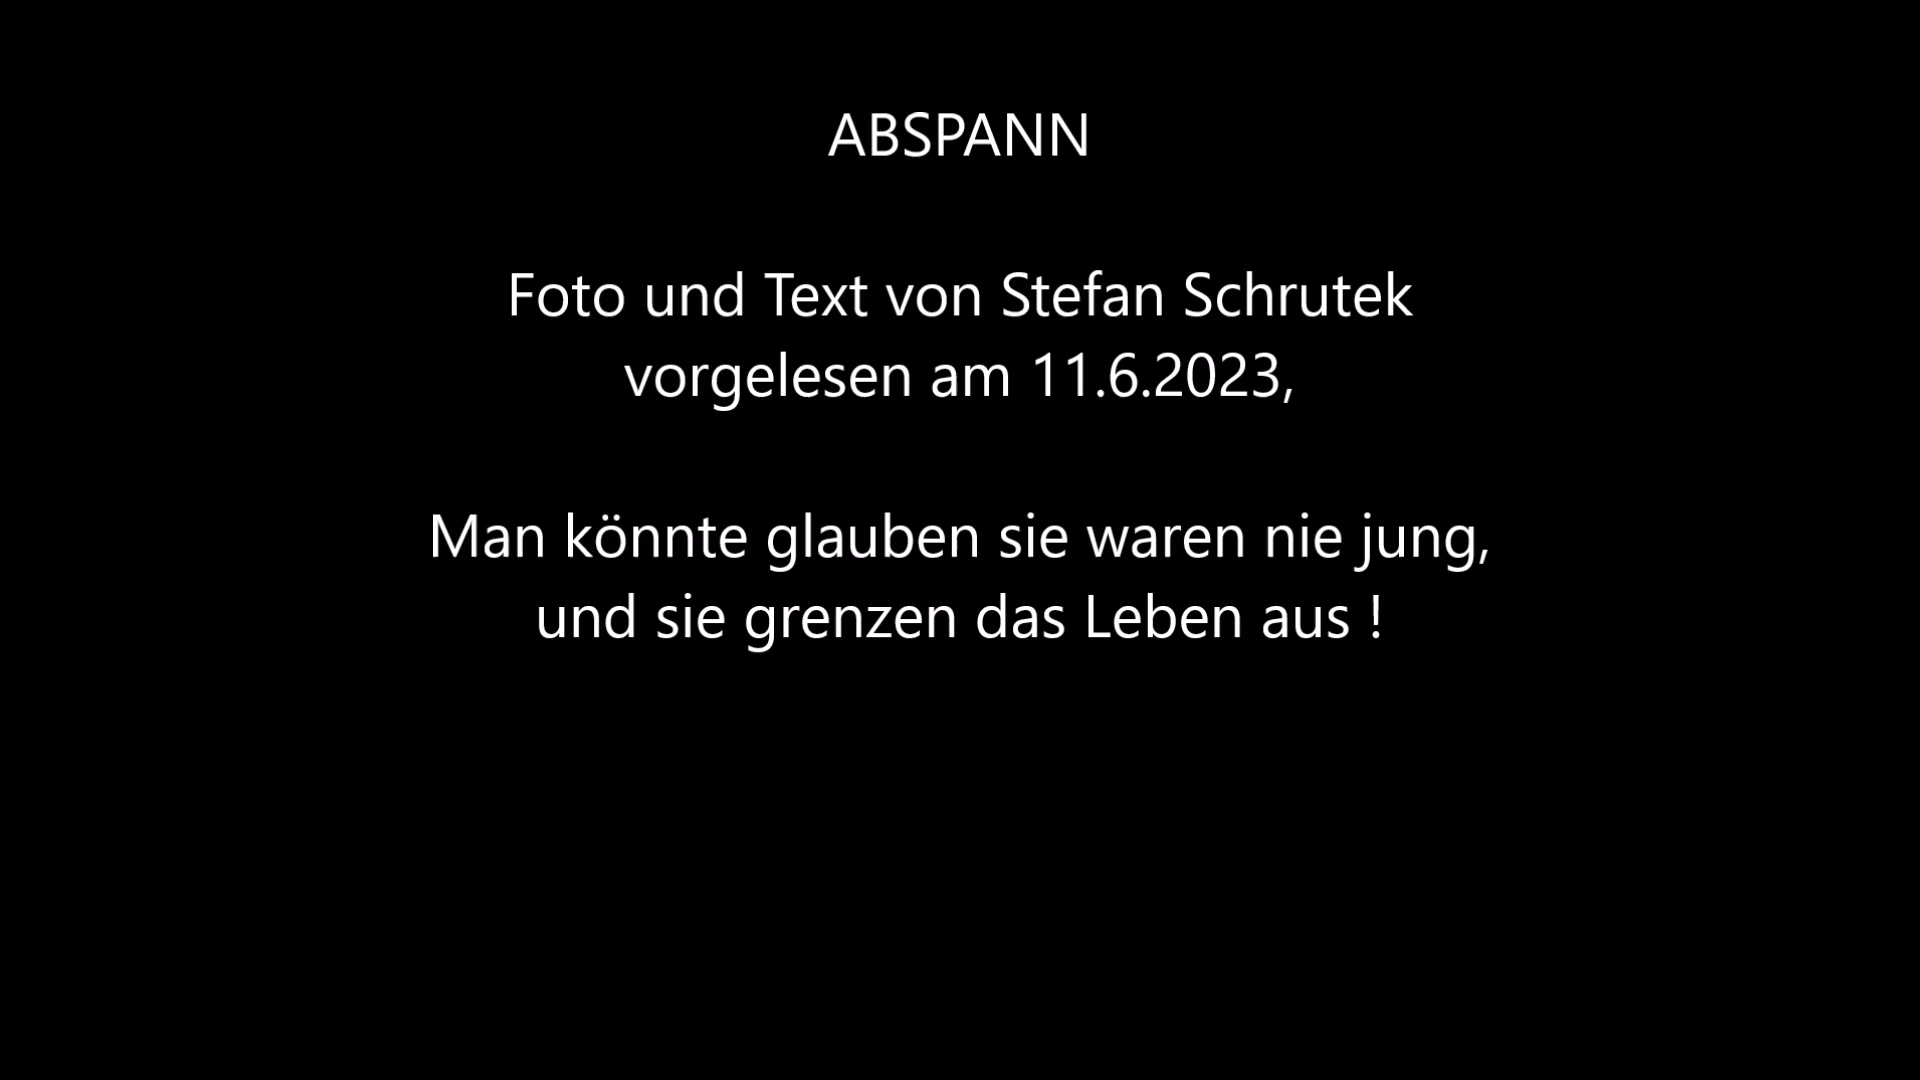 ABSPANN
Foto und Text von Stefan Schrutek
vorgelesen am 11.6.2023,
Man könnte glauben sie waren nie jung,
und sie grenzen das Leben aus !